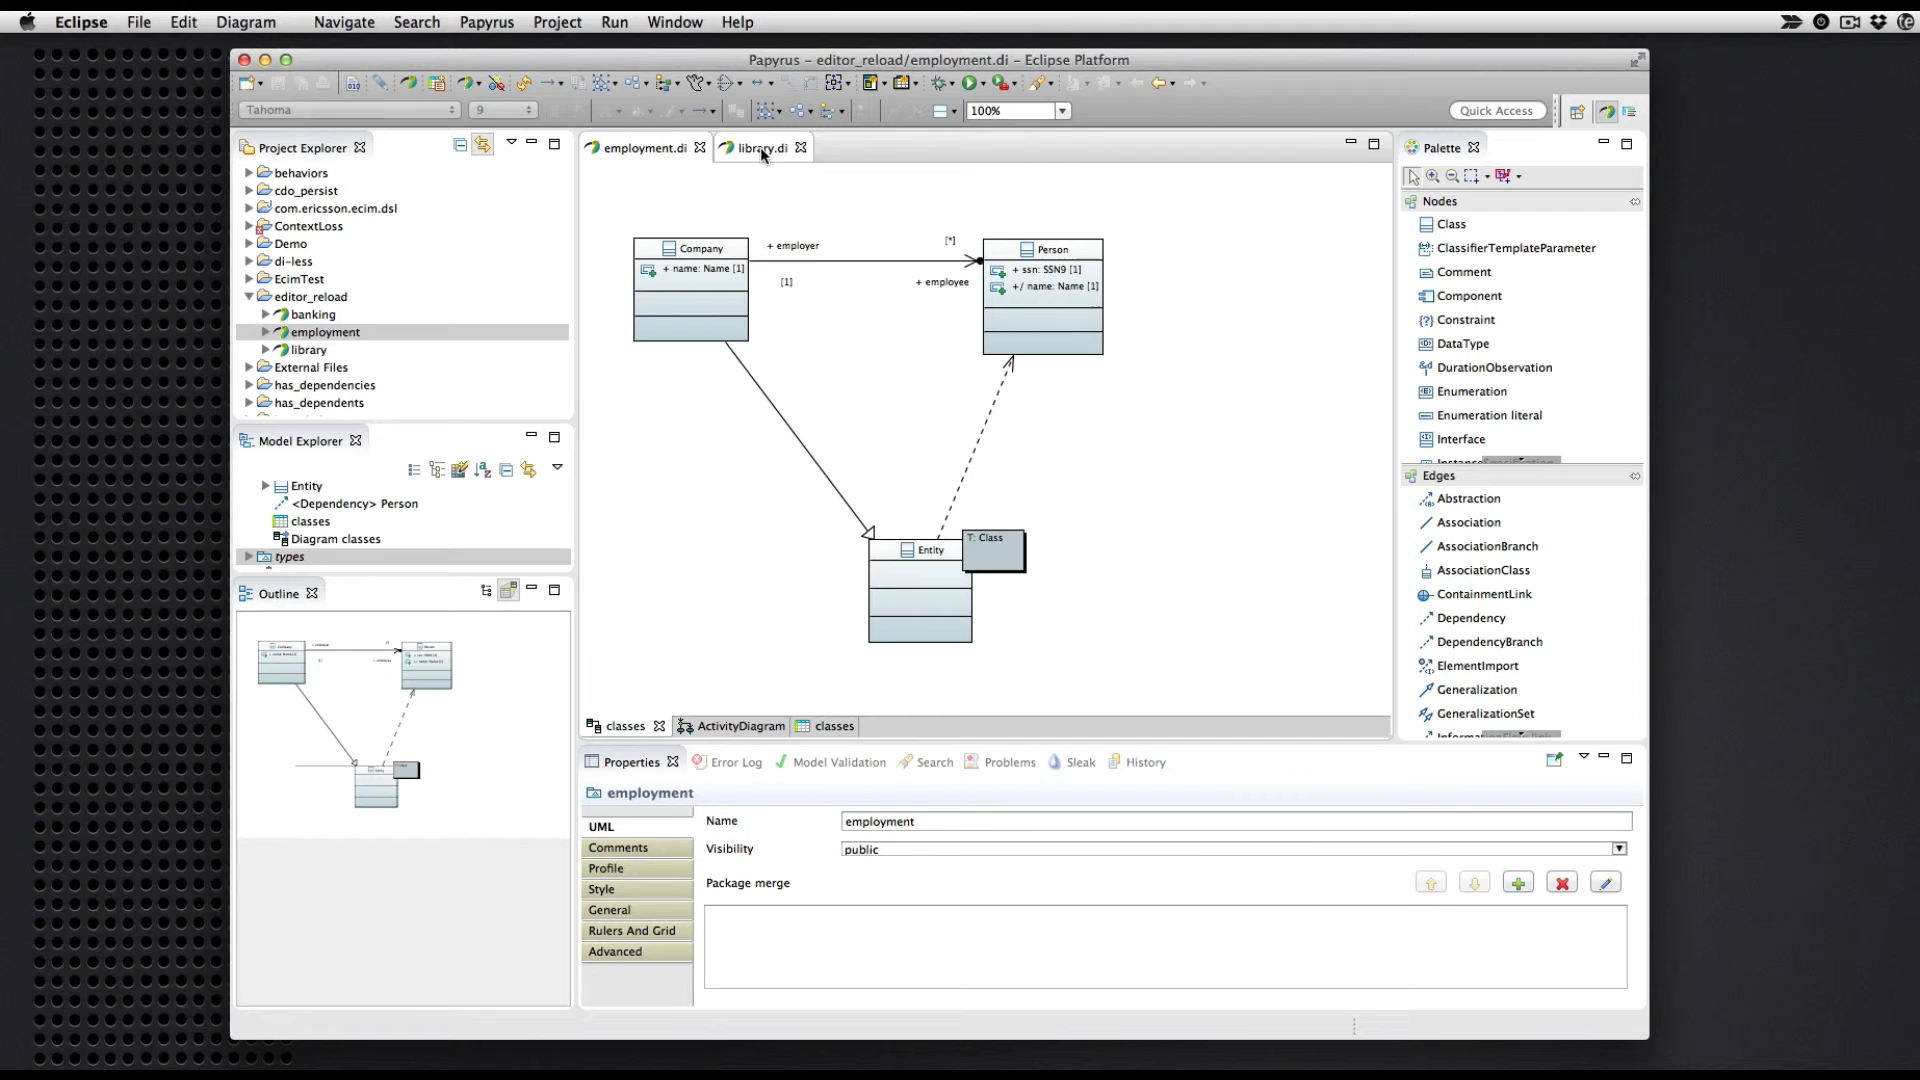 Eclipse File Edit Diagram Navigate Search Papyrus Project Run Window Help
Papyrus - editor_reload/employment.di - Eclipse Platform
Tahoma 9 100% Quick Access
Project Explorer
behaviors
cdo_persist
com.ericsson.ecim.dsl
ContextLoss
Demo
di-less
EcimTest
editor_reload
banking
employment
library
External Files
has_dependencies
has_dependents
Model Explorer
Entity
<Dependency> Person
classes
Diagram classes
types
Outline
employment.di library.di
Company
+ name: Name [1]
+ employer
[*]
[1]
+ employee
Person
+ ssn: SSN9 [1]
+/ name: Name [1]
Entity
T: Class
classes ActivityDiagram classes
Palette
Nodes
Class
ClassifierTemplateParameter
Comment
Component
Constraint
DataType
DurationObservation
Enumeration
Enumeration literal
Interface
Edges
Abstraction
Association
AssociationBranch
AssociationClass
ContainmentLink
Dependency
DependencyBranch
ElementImport
Generalization
GeneralizationSet
Properties Error Log Model Validation Search Problems Sleak History
employment
UML
Comments
Profile
Style
General
Rulers And Grid
Advanced
Name employment
Visibility public
Package merge